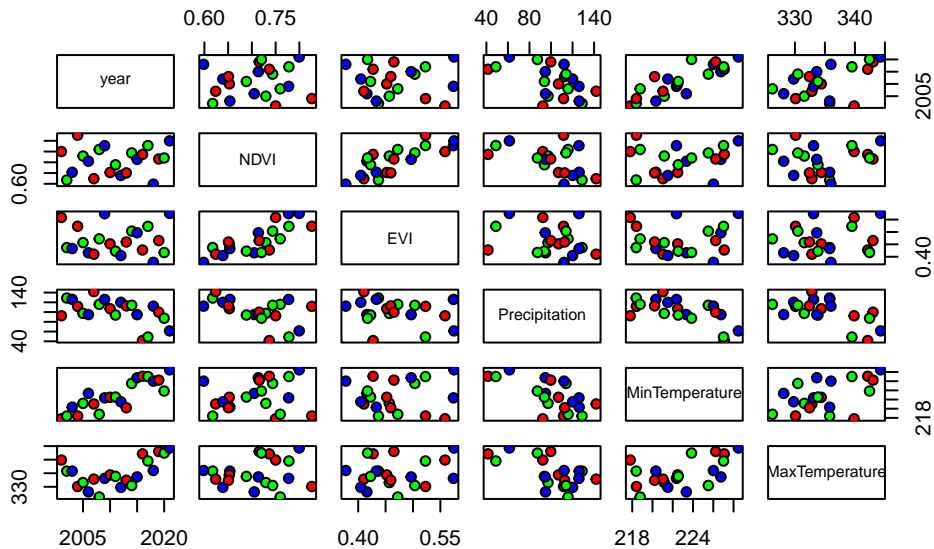 0.60 0.75 40 80 140 330 340
year 2005
0.60 NDVI
EVI 0.40
40 140 Precipitation
MinTemperature 218
330 MaxTemperature
2005 2020 0.40 0.55 218 224